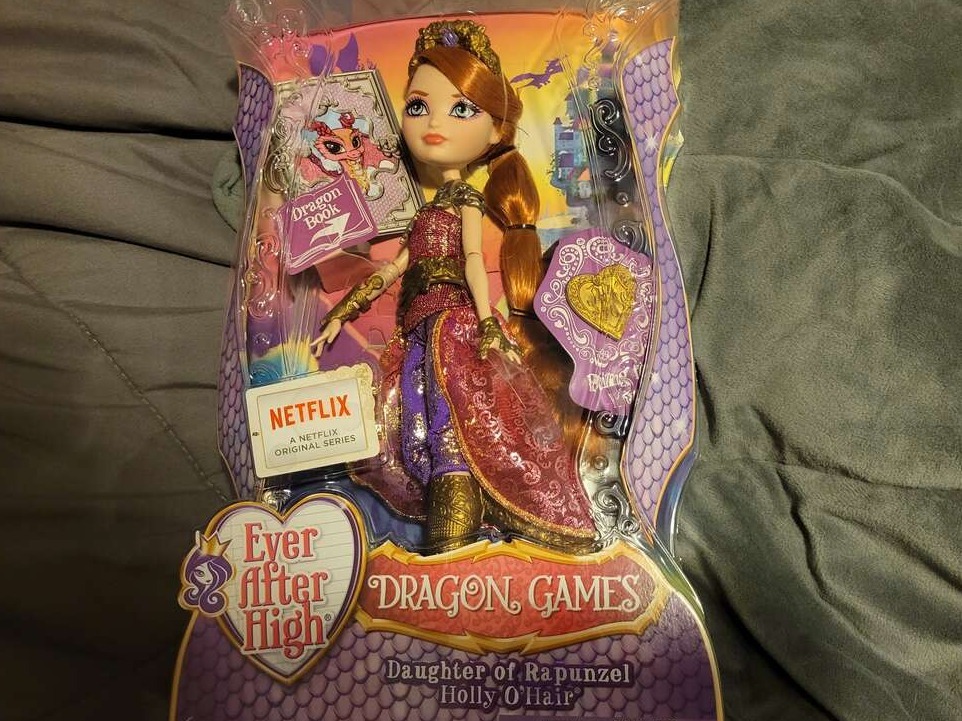 Dragon
Book
NETFLIX
A NETFLIX
ORIGINAL SERIES
Ever
After
High®
DRAGON GAMES
Daughter of Rapunzel
Holly O'Hair